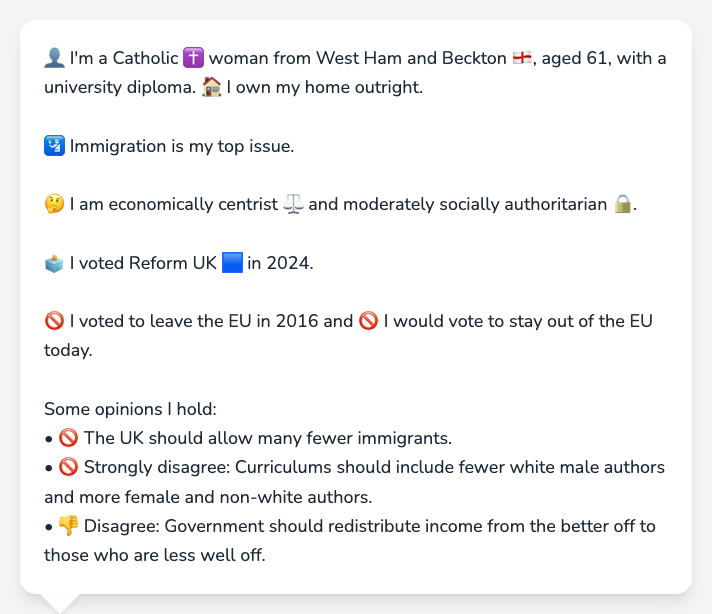 👤 I'm a Catholic ✝️ woman from West Ham and Beckton 🏴󠁧󠁢󠁥󠁮󠁧󠁿, aged 61, with a
university diploma. 🏠 I own my home outright.
🛂 Immigration is my top issue.
🤔 I am economically centrist ⚖️ and moderately socially authoritarian 🔒.
🗳️ I voted Reform UK 🟦 in 2024.
🚫 I voted to leave the EU in 2016 and 🚫 I would vote to stay out of the EU
today.
Some opinions I hold:
• 🚫 The UK should allow many fewer immigrants.
• 🚫 Strongly disagree: Curriculums should include fewer white male authors
and more female and non-white authors.
• 👎 Disagree: Government should redistribute income from the better off to
those who are less well off.